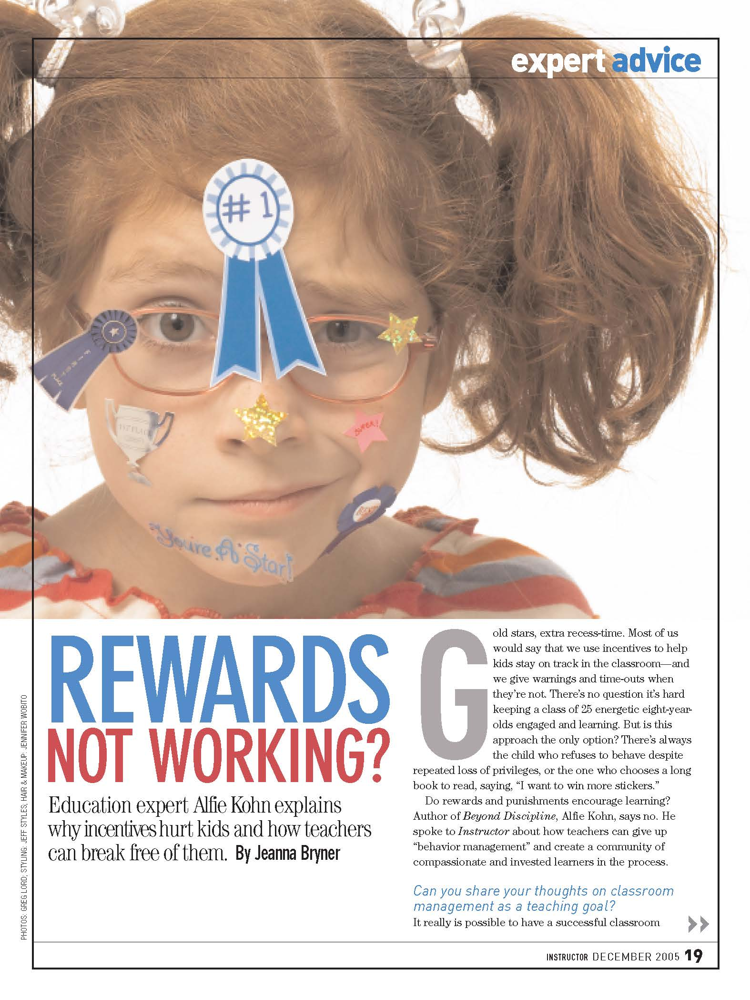 expert advice
#1
FIRST
PLACE
1ST PLACE
SUPER!
You're A Star!
REWARDS
NOT WORKING?
Education expert Alfie Kohn explains
why incentives hurt kids and how teachers
can break free of them. By Jeanna Bryner
PHOTOS: GREG LORD; STYLING: JEFF STYLES; HAIR & MAKEUP: JENNIFER WOBITO
Gold stars, extra recess-time. Most of us
would say that we use incentives to help
kids stay on track in the classroom—and
we give warnings and time-outs when
they're not. There's no question it's hard
keeping a class of 25 energetic eight-year-
olds engaged and learning. But is this
approach the only option? There's always
the child who refuses to behave despite
repeated loss of privileges, or the one who chooses a long
book to read, saying, “I want to win more stickers.”
Do rewards and punishments encourage learning?
Author of Beyond Discipline, Alfie Kohn, says no. He
spoke to Instructor about how teachers can give up
“behavior management” and create a community of
compassionate and invested learners in the process.
Can you share your thoughts on classroom
management as a teaching goal?
It really is possible to have a successful classroom
INSTRUCTOR DECEMBER 2005 19